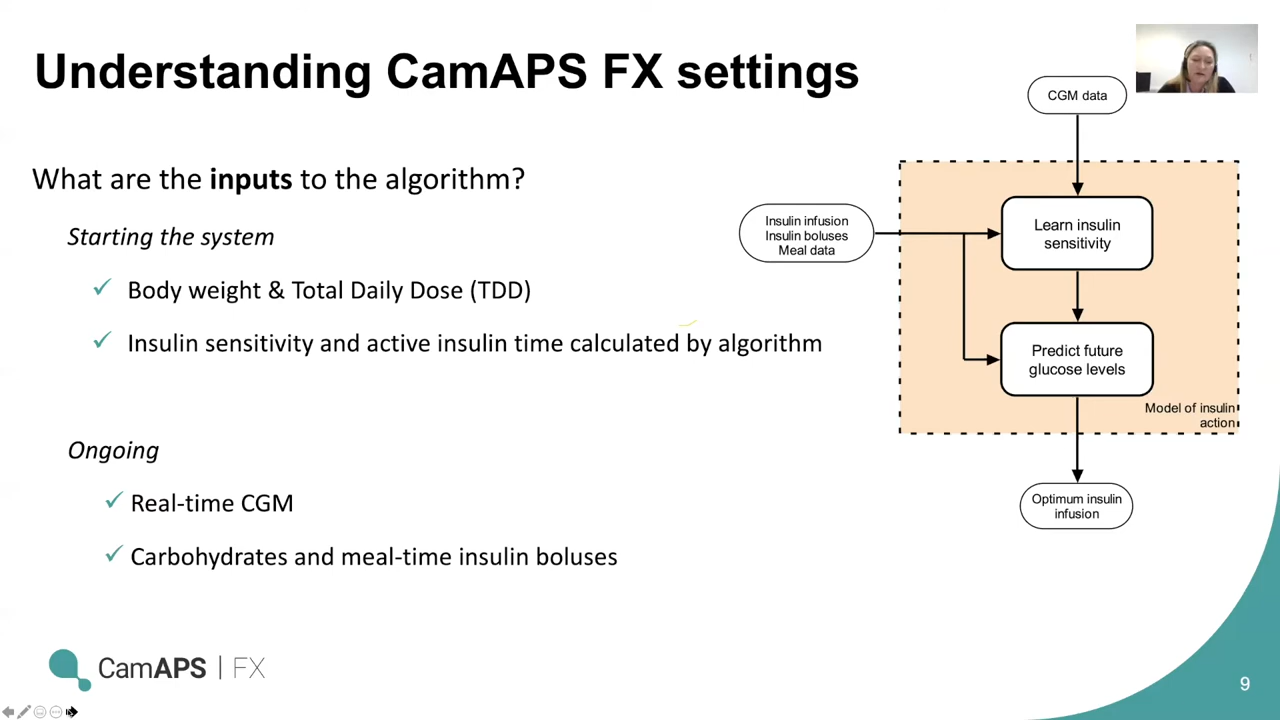 Understanding CamAPS FX settings
What are the inputs to the algorithm?
Starting the system
Body weight & Total Daily Dose (TDD)
Insulin sensitivity and active insulin time calculated by algorithm
Ongoing
Real-time CGM
Carbohydrates and meal-time insulin boluses
CGM data
Insulin infusion
Insulin boluses
Meal data
Learn insulin
sensitivity
Predict future
glucose levels
Model of insulin
action
Optimum insulin
infusion
CamAPS | FX
9